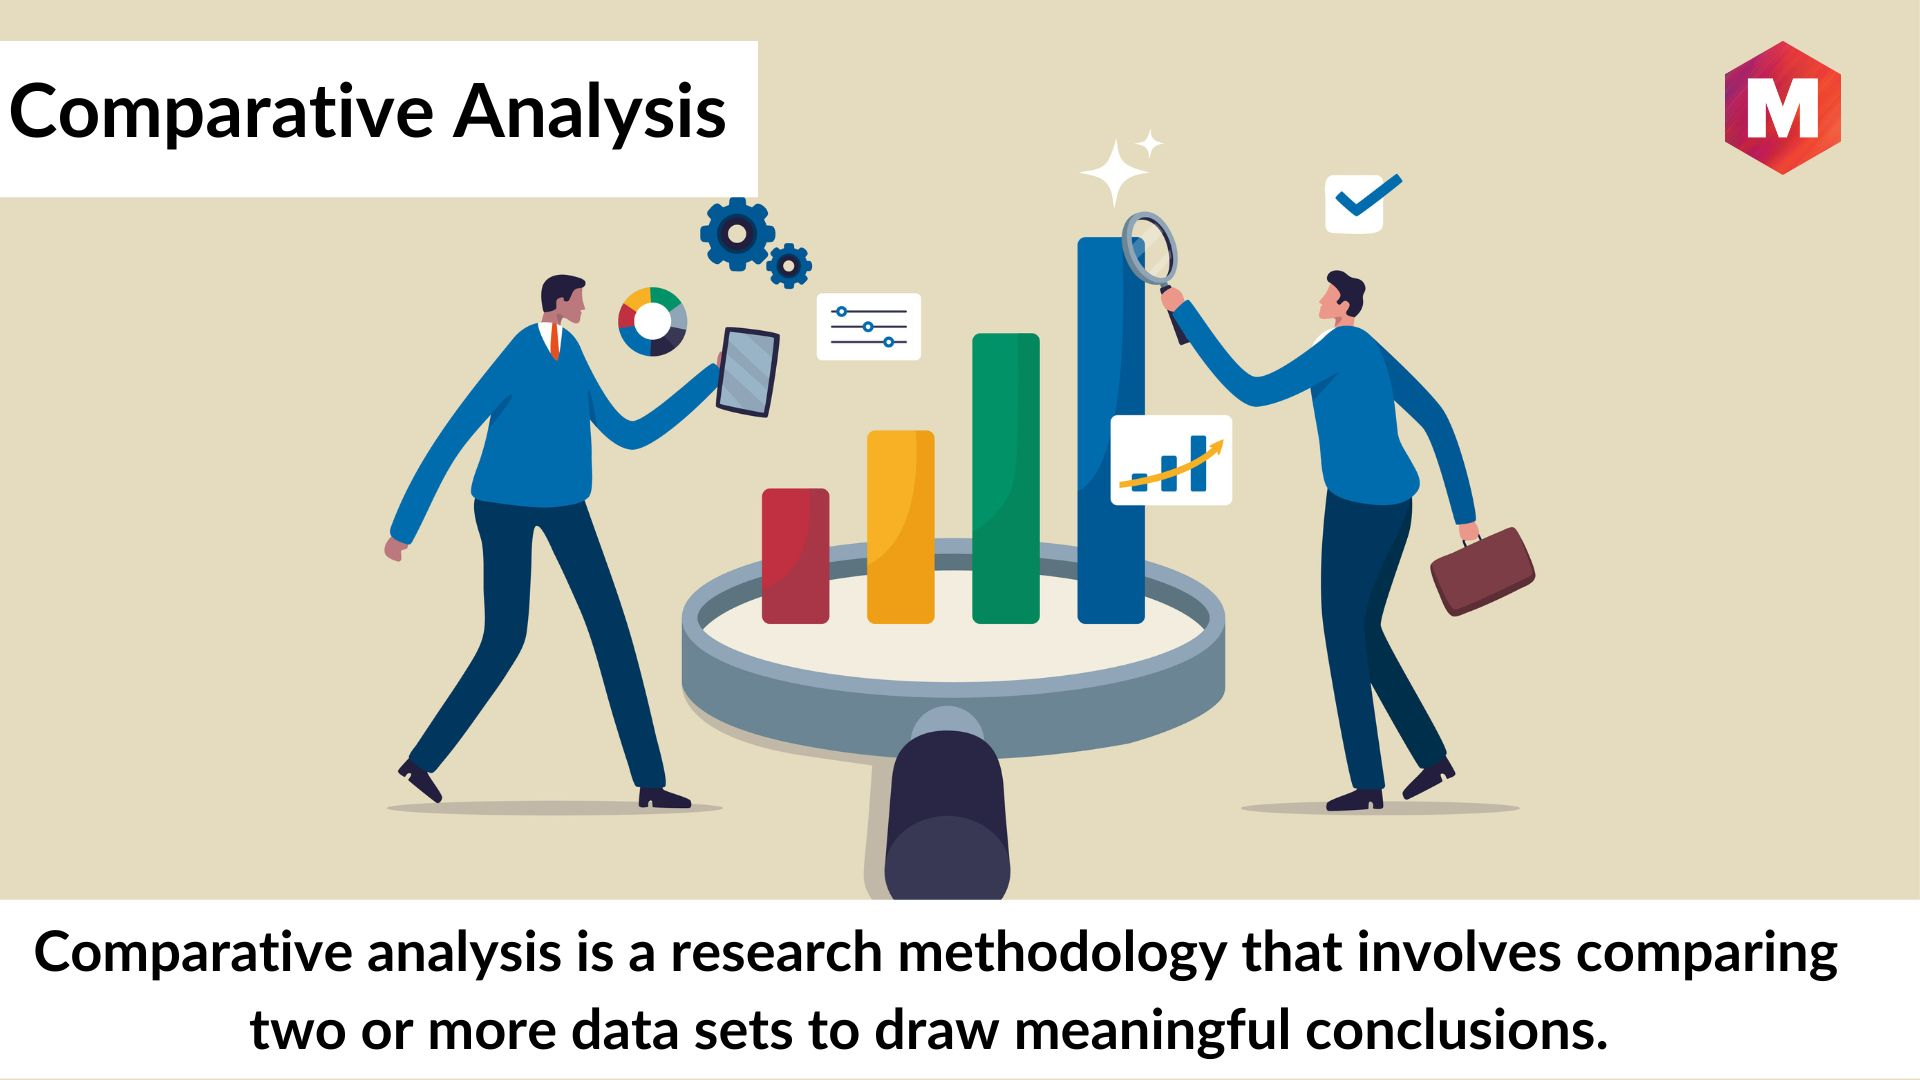 Comparative Analysis
M
Comparative analysis is a research methodology that involves comparing
two or more data sets to draw meaningful conclusions.